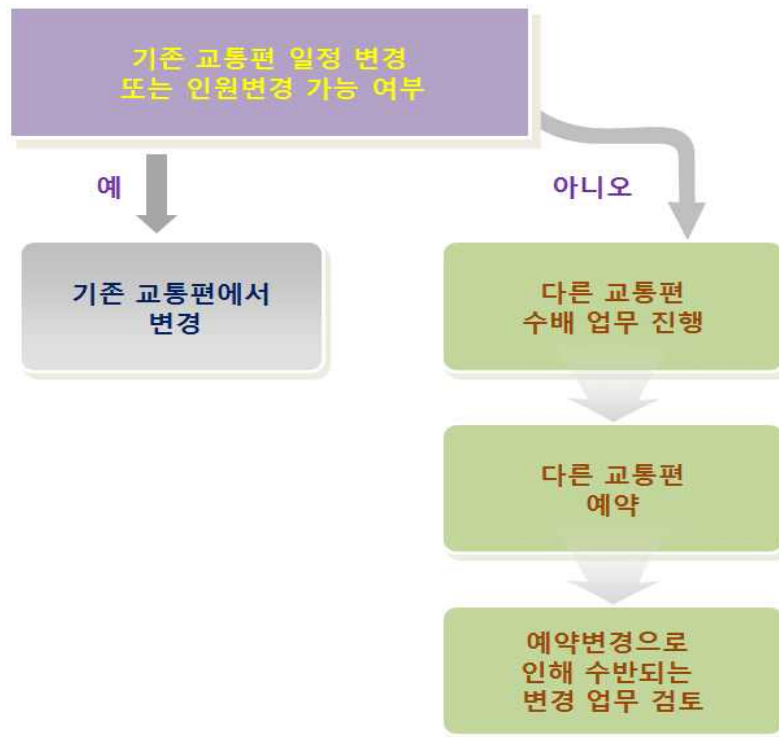 기존 교통편 일정 변경
또는 인원변경 가능 여부
예
아니오
기존 교통편에서
변경
다른 교통편
수배 업무 진행
다른 교통편
예약
예약변경으로
인해 수반되는
변경 업무 검토